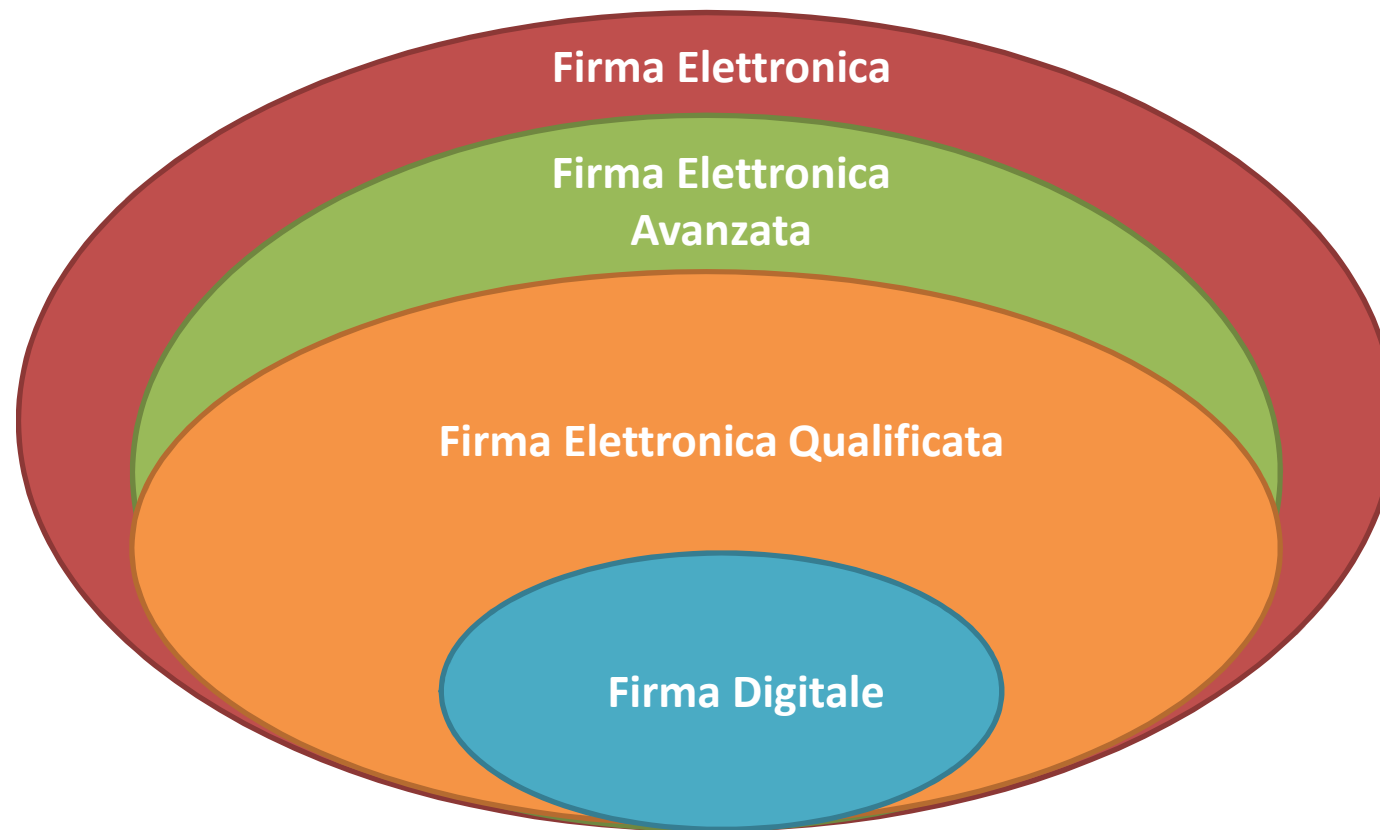 Firma Elettronica
Firma Elettronica
Avanzata
Firma Elettronica Qualificata
Firma Digitale